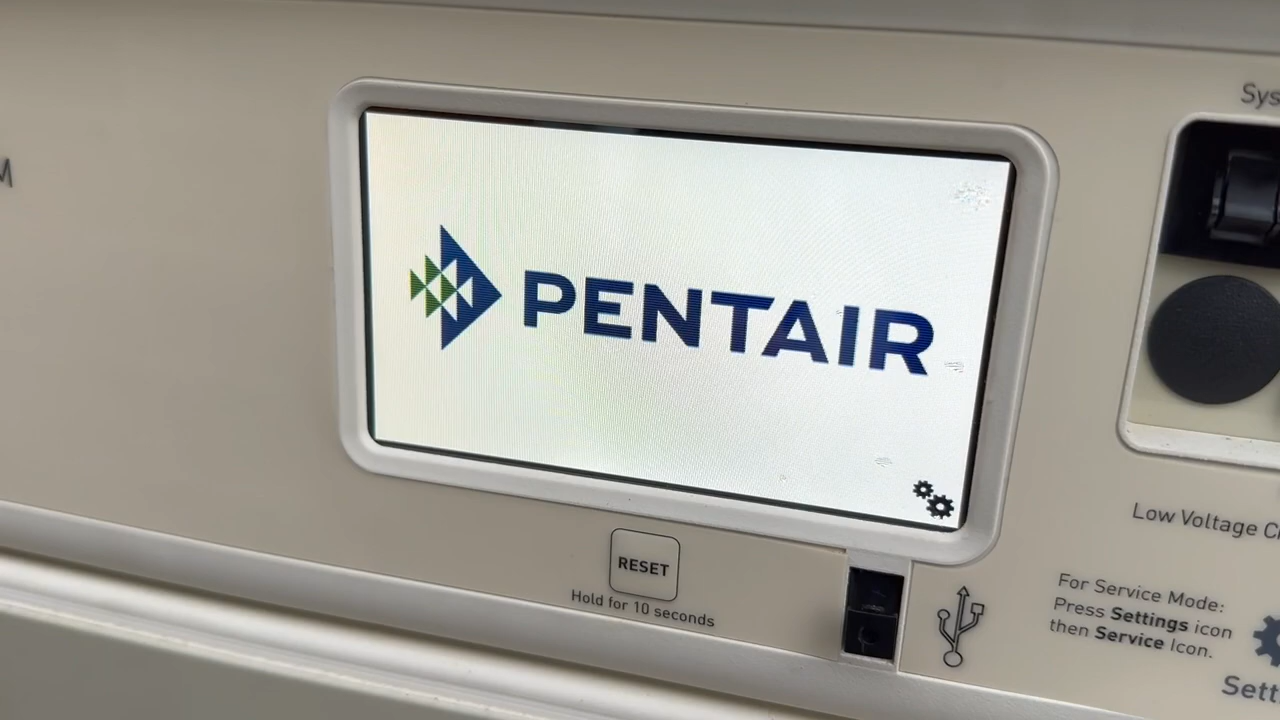 PENTAIR
RESET
Hold for 10 seconds
Low Voltage
For Service Mode:
Press Settings icon
then Service Icon.